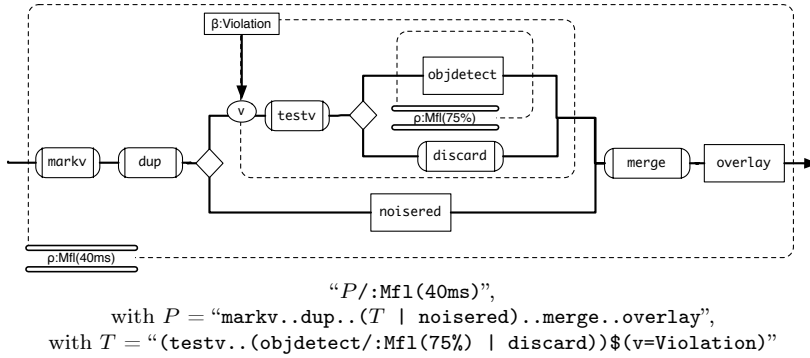 β:Violation
objdetect
v
testv
ρ:Mfl(75%)
markv
dup
discard
merge
overlay
noisered
ρ:Mfl(40ms)
“P/:Mfl(40ms)”,
with P = “markv..dup..(T | noisered)..merge..overlay”,
with T = “(testv..(objdetect/:Mfl(75%) | discard))$(v=Violation)”